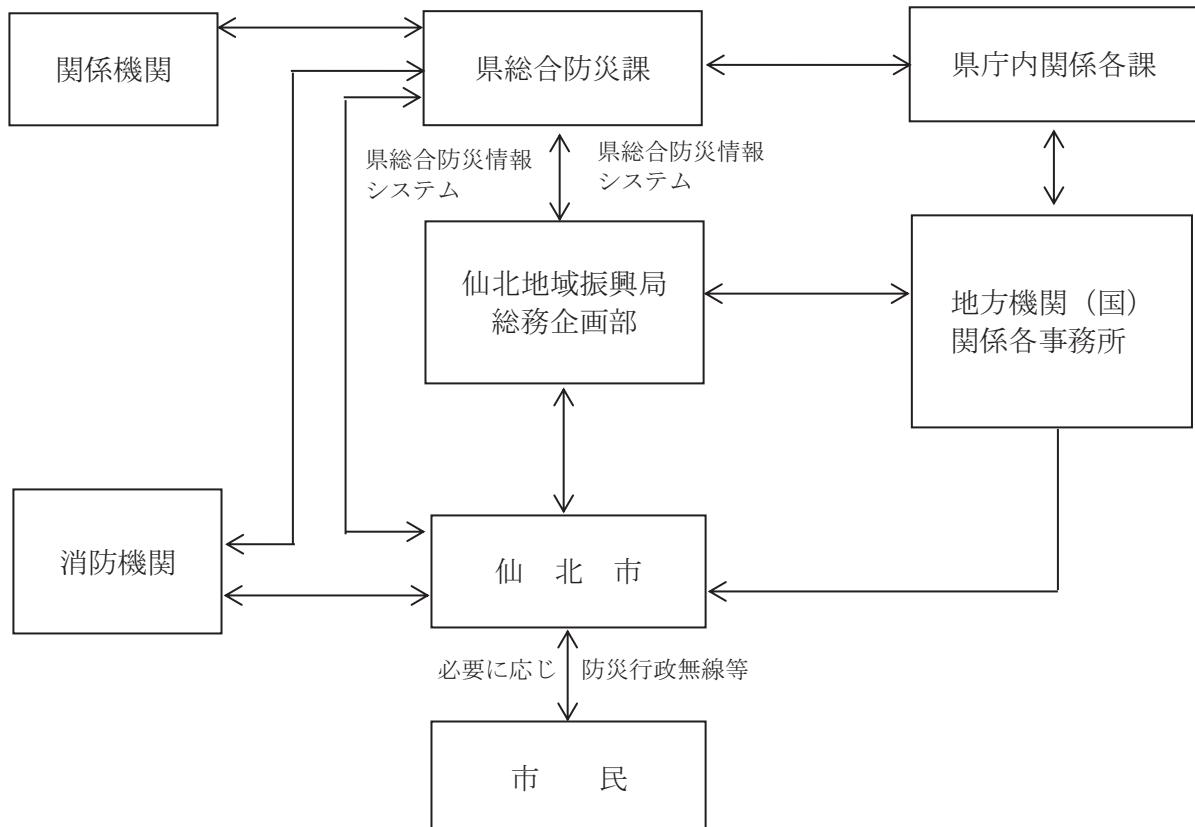 関係機関
県総合防災課
県庁内関係各課
県総合防災情報
システム
県総合防災情報
システム
仙北地域振興局
総務企画部
地方機関（国）
関係各事務所
消防機関
仙　北　市
必要に応じ
防災行政無線等
市　　民